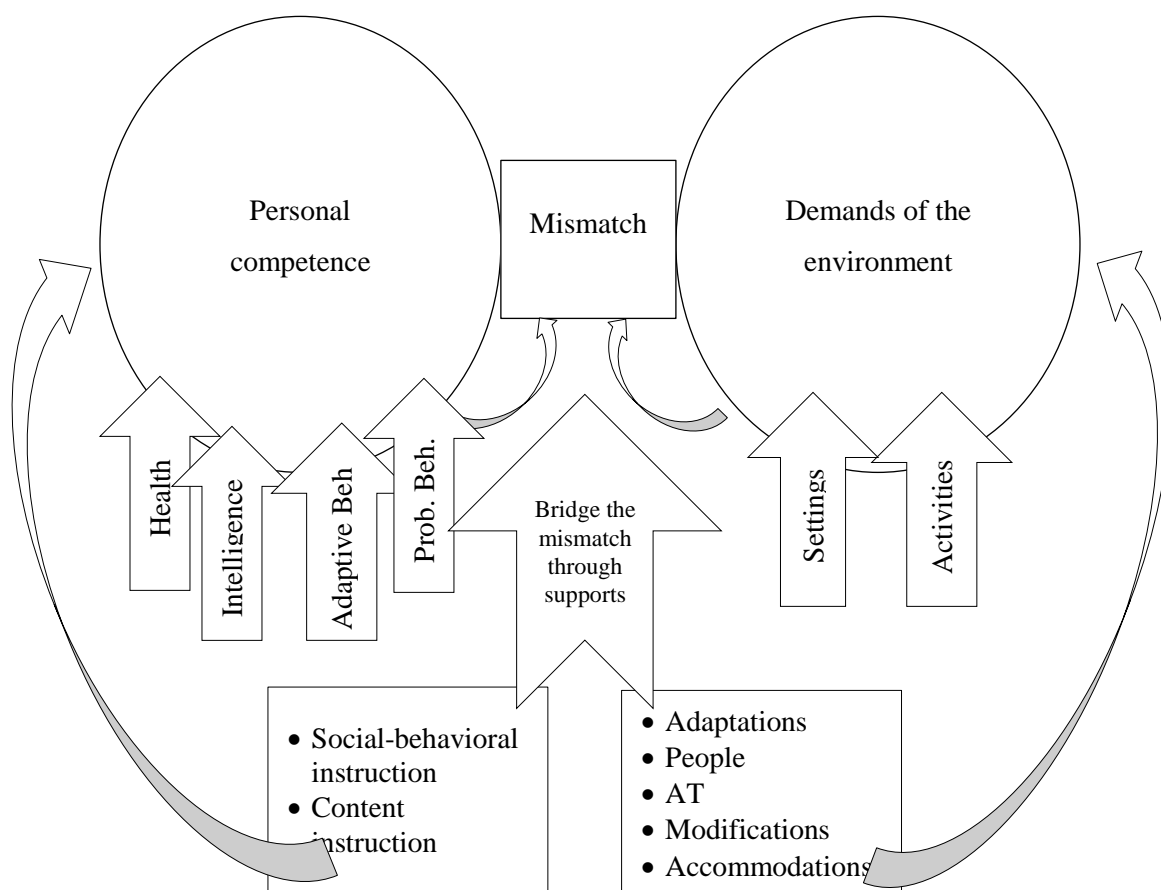 Personal
competence
Mismatch
Demands of the
environment
Health
Intelligence
Adaptive Beh
Prob. Beh.
Bridge the
mismatch
through
supports
Settings
Activities
• Social-behavioral
instruction
• Content
instruction
• Adaptations
• People
• AT
• Modifications
• Accommodations